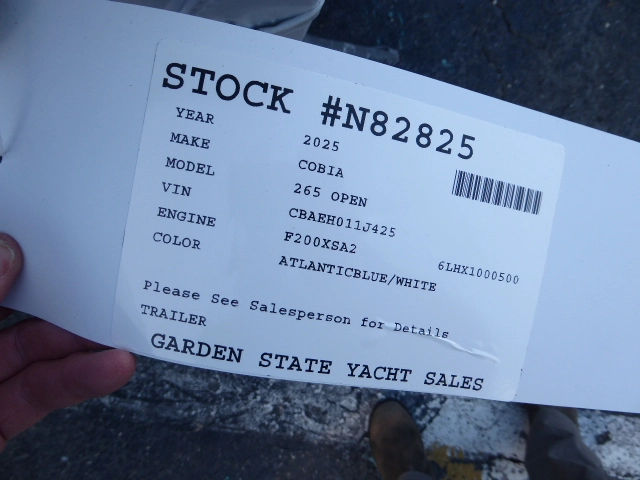 STOCK #N82825
YEAR 2025
MAKE COBIA
MODEL 265 OPEN
VIN CBAEH011J425
ENGINE F200XSA2 6LHX1000500
COLOR ATLANTICBLUE/WHITE
Please See Salesperson for Details
TRAILER
GARDEN STATE YACHT SALES